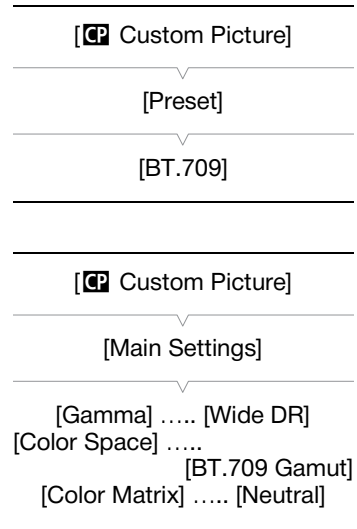 [CP Custom Picture]
[Preset]
[BT.709]
[CP Custom Picture]
[Main Settings]
[Gamma] ..... [Wide DR]
[Color Space] .....
[BT.709 Gamut]
[Color Matrix] ..... [Neutral]